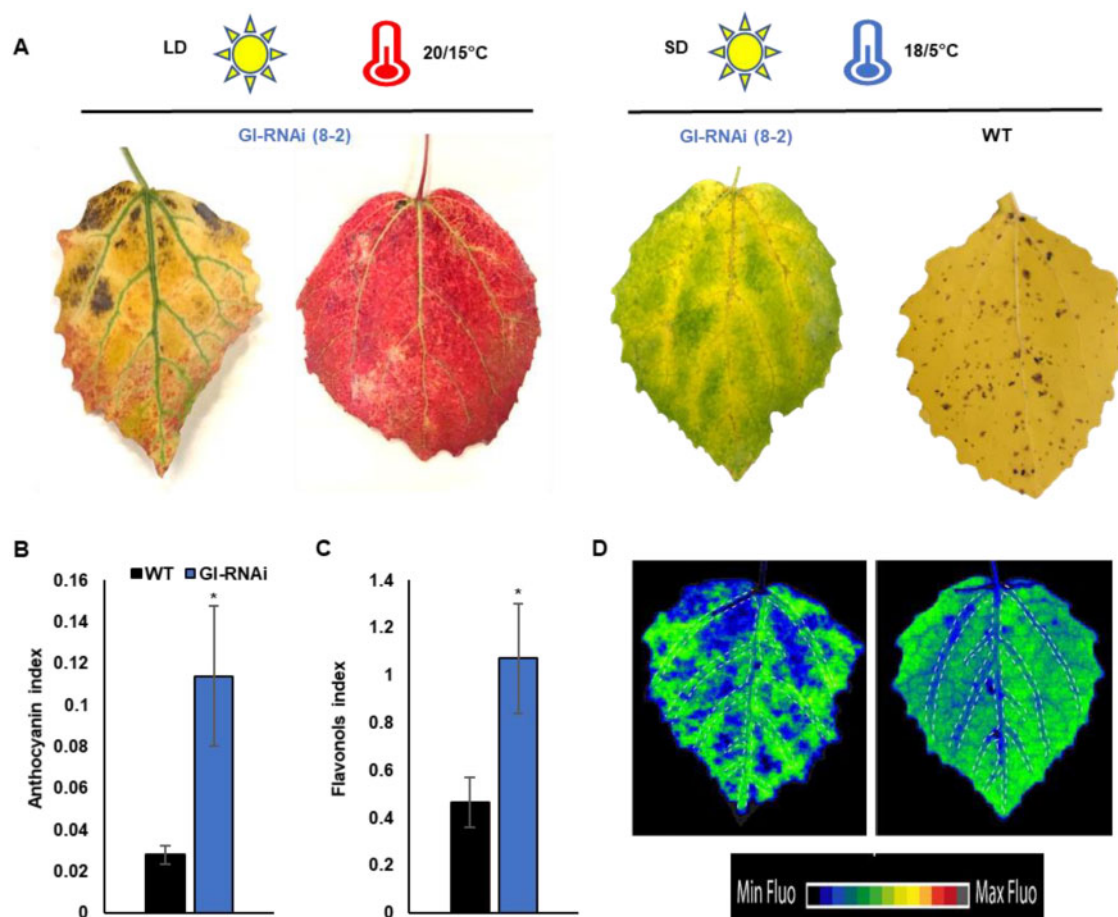 A
LD
20/15°C
SD
18/5°C
GI-RNAi (8-2)
GI-RNAi (8-2)
WT
B
Anthocyanin index
0.16
0.14
0.12
0.1
0.08
0.06
0.04
0.02
0
WT GI-RNAi
*
C
Flavonols index
1.4
1.2
1
0.8
0.6
0.4
0.2
0
*
D
Min Fluo Max Fluo